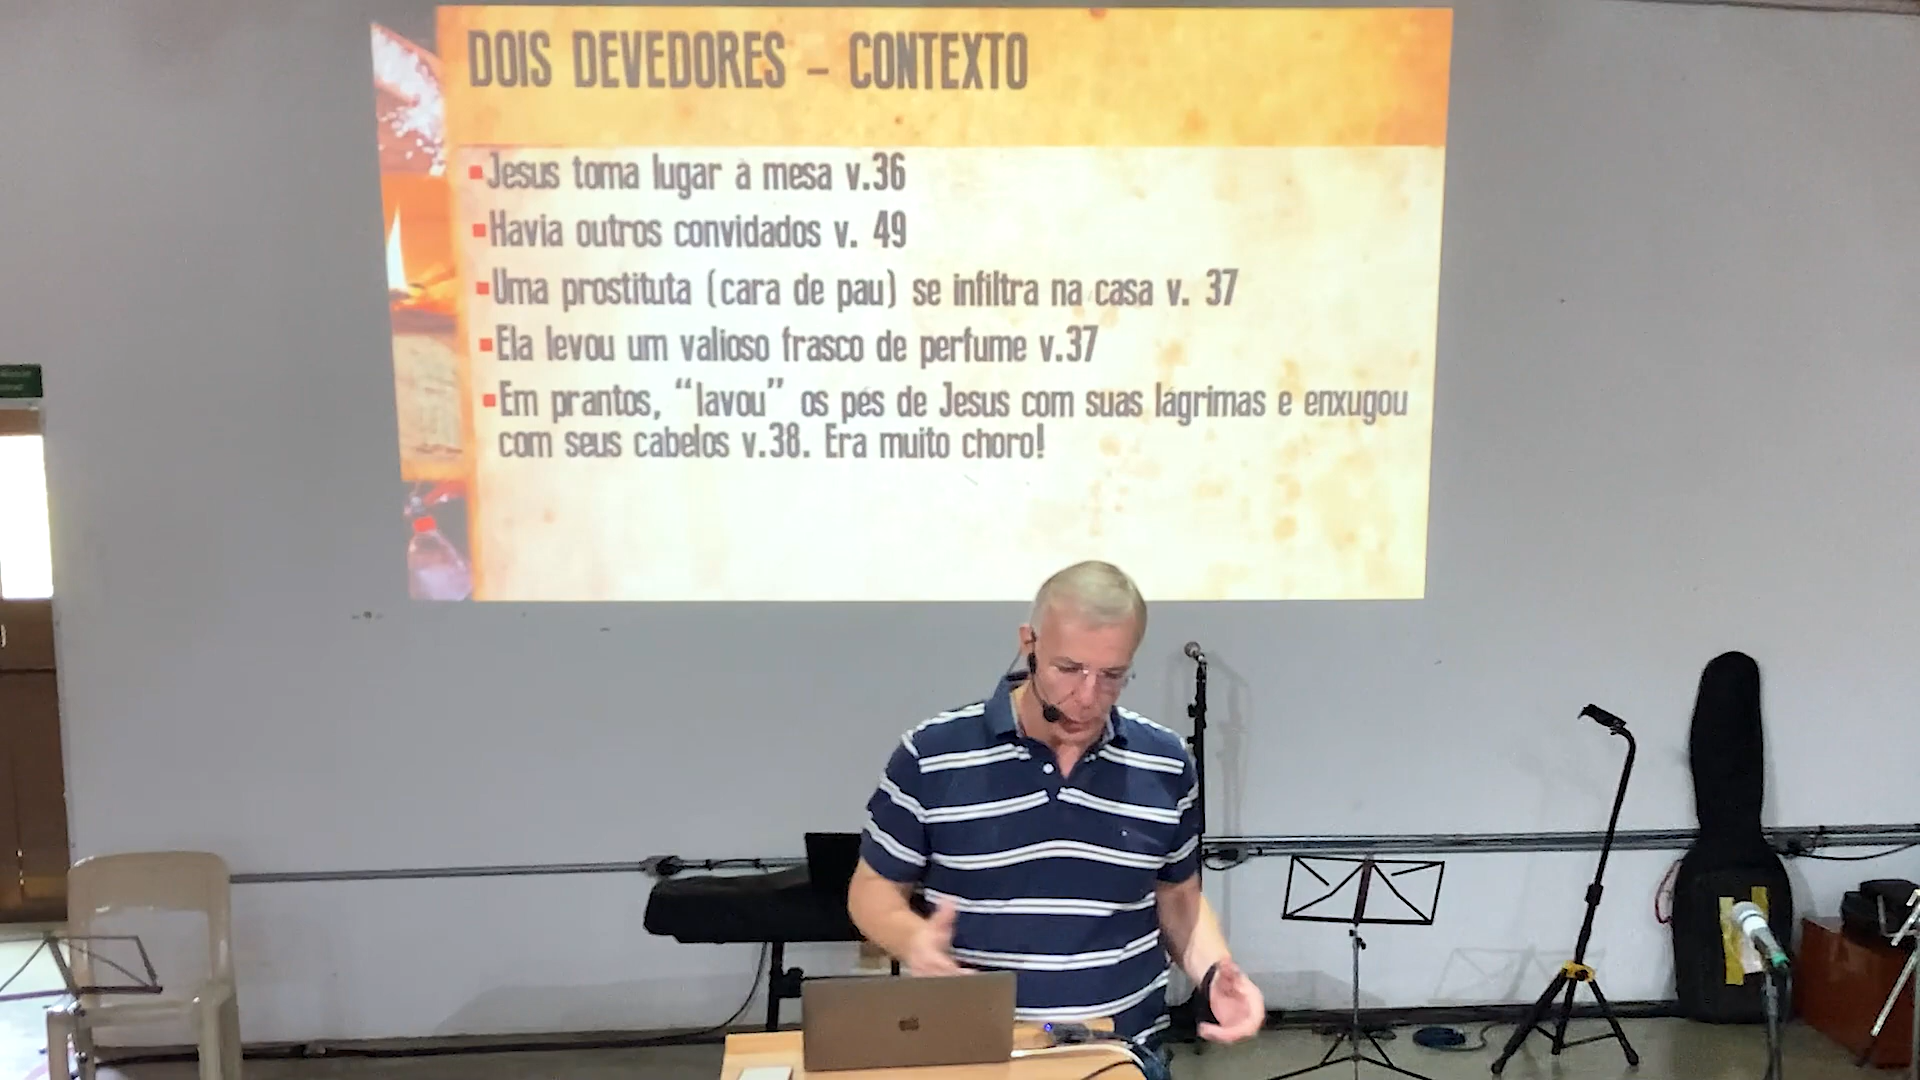 DOIS DEVEDORES – CONTEXTO
▪Jesus toma lugar à mesa v.36
▪Havia outros convidados v. 49
▪Uma prostituta (cara de pau) se infiltra na casa v. 37
▪Ela levou um valioso frasco de perfume v.37
▪Em prantos, “lavou” os pés de Jesus com suas lágrimas e enxugou
com seus cabelos v.38. Era muito choro!